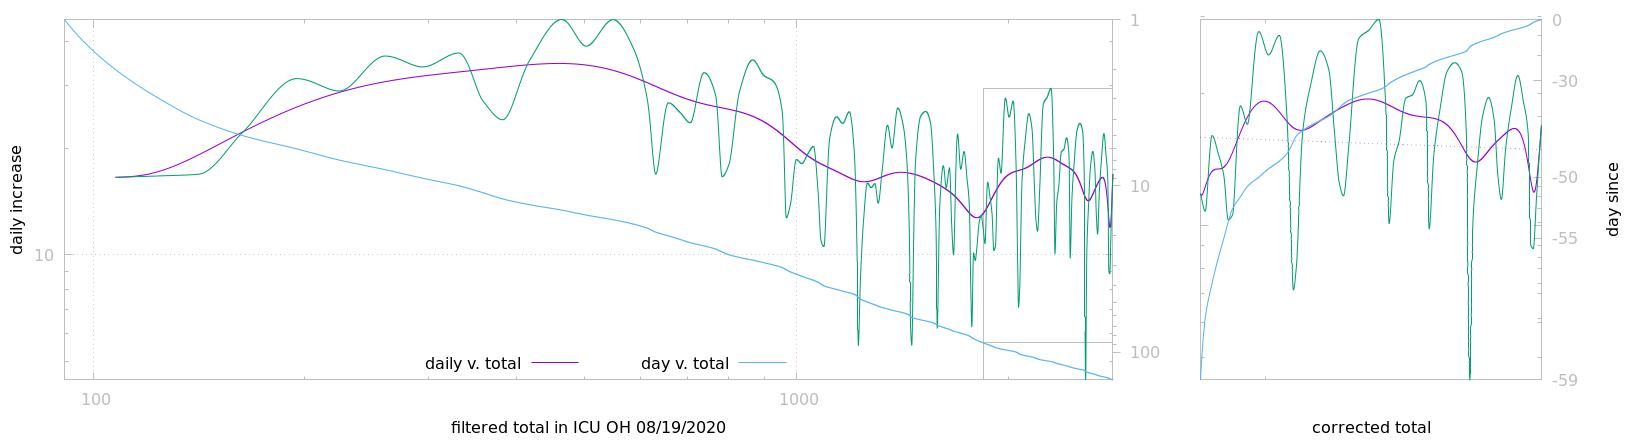 daily increase
10
daily v. total
day v. total
100
1000
filtered total in ICU OH 08/19/2020
1
10
100
0
-30
-50
-55
-59
day since
corrected total